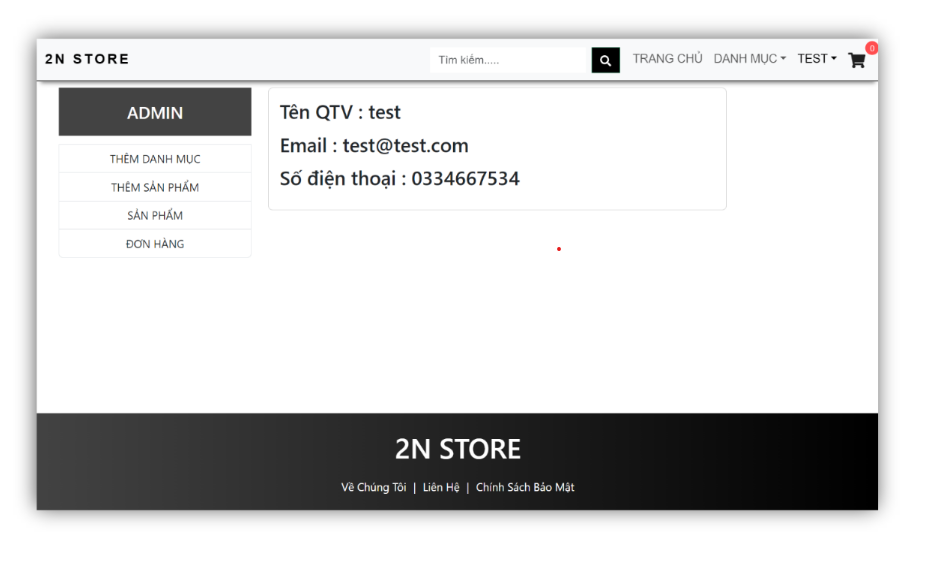 2N STORE
Tìm kiếm.....
TRANG CHỦ
DANH MỤC
TEST
0
ADMIN
THÊM DANH MỤC
THÊM SẢN PHẨM
SẢN PHẨM
ĐƠN HÀNG
Tên QTV : test
Email : test@test.com
Số điện thoại : 0334667534
2N STORE
Về Chúng Tôi | Liên Hệ | Chính Sách Bảo Mật